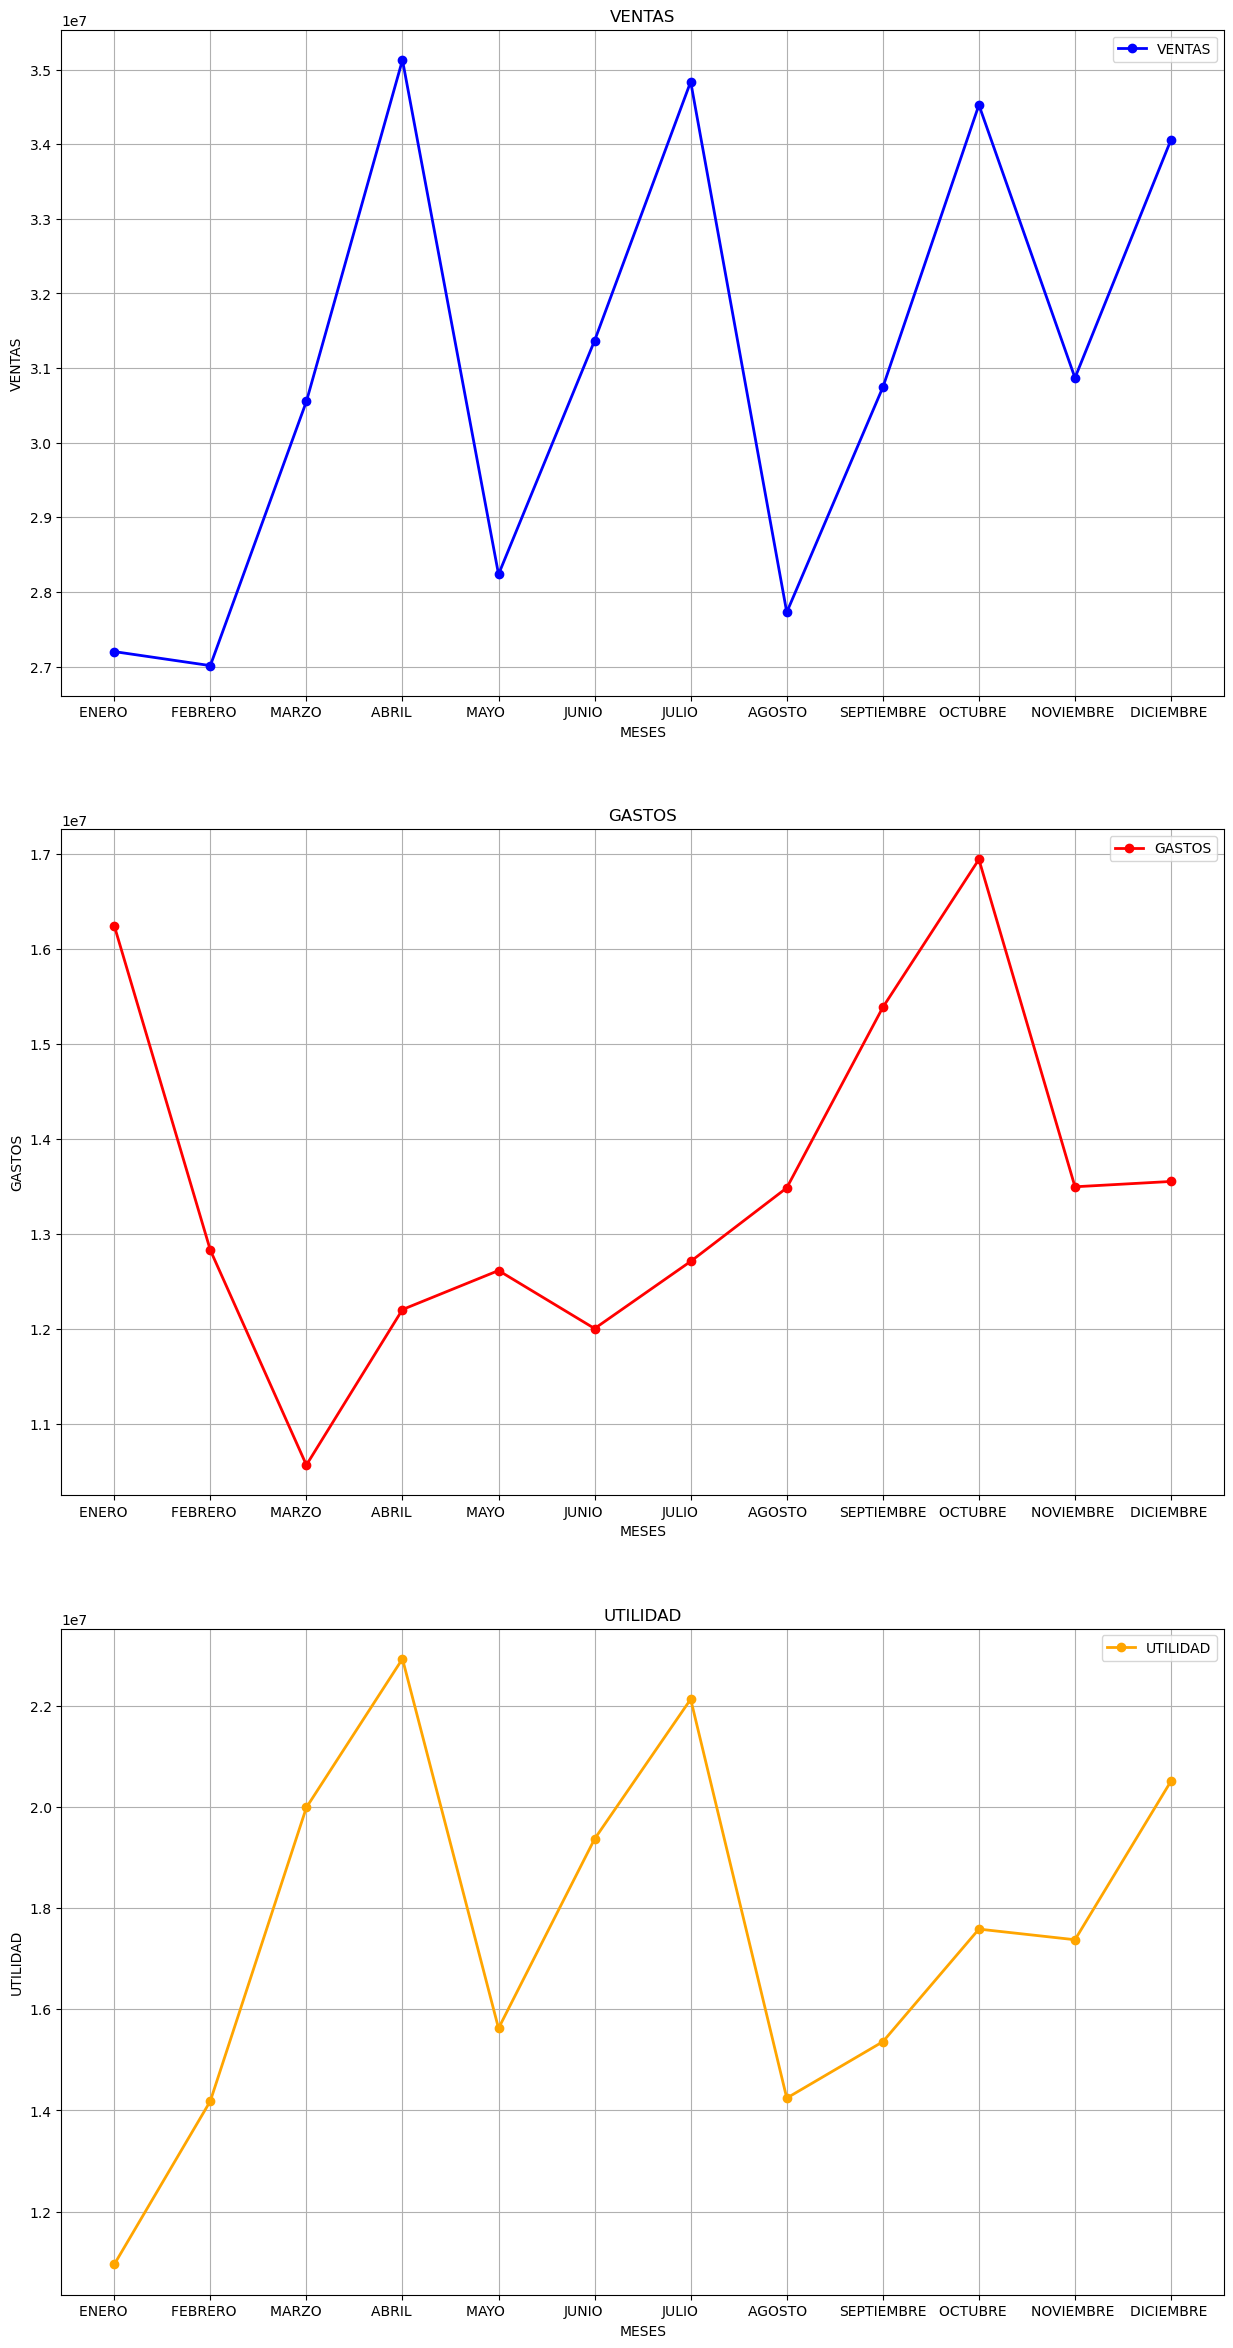 VENTAS
1e7
VENTAS
3.5
3.4
3.3
3.2
3.1
3.0
2.9
2.8
2.7
VENTAS
ENERO FEBRERO MARZO ABRIL MAYO JUNIO JULIO AGOSTO SEPTIEMBRE OCTUBRE NOVIEMBRE DICIEMBRE
MESES
GASTOS
1e7
GASTOS
1.7
1.6
1.5
1.4
1.3
1.2
1.1
GASTOS
ENERO FEBRERO MARZO ABRIL MAYO JUNIO JULIO AGOSTO SEPTIEMBRE OCTUBRE NOVIEMBRE DICIEMBRE
MESES
UTILIDAD
1e7
UTILIDAD
2.2
2.0
1.8
1.6
1.4
1.2
UTILIDAD
ENERO FEBRERO MARZO ABRIL MAYO JUNIO JULIO AGOSTO SEPTIEMBRE OCTUBRE NOVIEMBRE DICIEMBRE
MESES